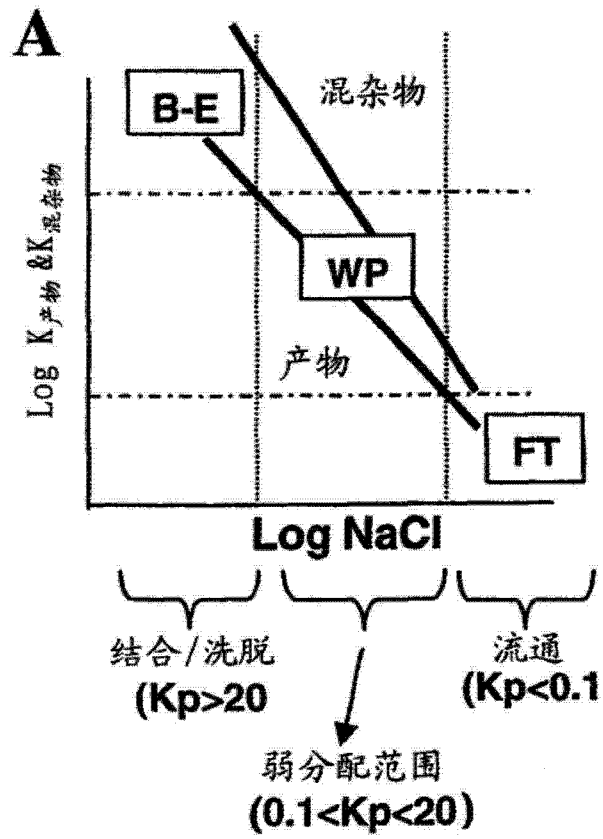 A
B-E
混杂物
Log K产物 &K混杂物
WP
产物
FT
Log NaCl
结合/洗脱
(Kp>20
流通
(Kp<0.1
弱分配范围
(0.1<Kp<20)